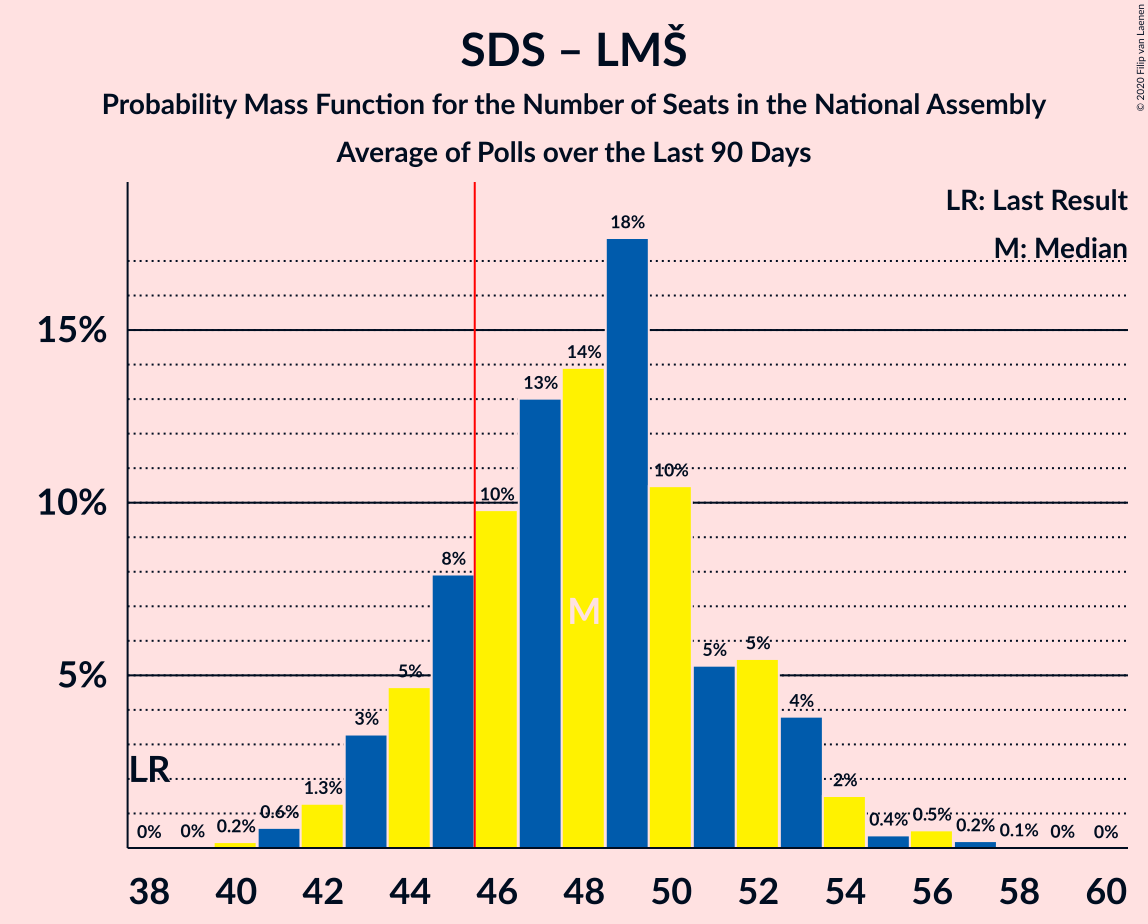 SDS – LMŠ
Probability Mass Function for the Number of Seats in the National Assembly
Average of Polls over the Last 90 Days
© 2020 Filip van Laenen
LR: Last Result
M: Median
15%
10%
5%
LR
M
0%
0%
0.2%
0.6%
1.3%
3%
5%
8%
10%
13%
14%
18%
10%
5%
5%
4%
2%
0.4%
0.5%
0.2%
0.1%
0%
0%
38 40 42 44 46 48 50 52 54 56 58 60